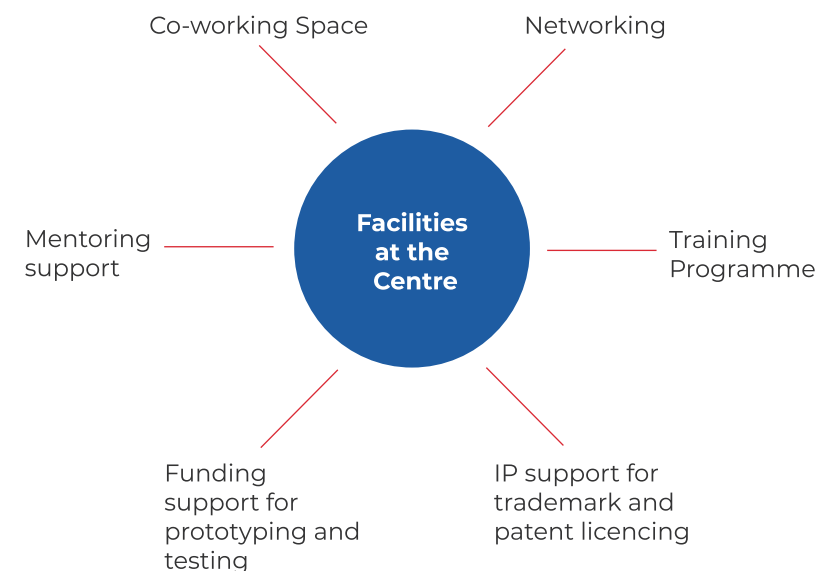 Co-working Space
Networking
Facilities
at the
Centre
Mentoring
support
Training
Programme
Funding
support for
prototyping and
testing
IP support for
trademark and
patent licencing